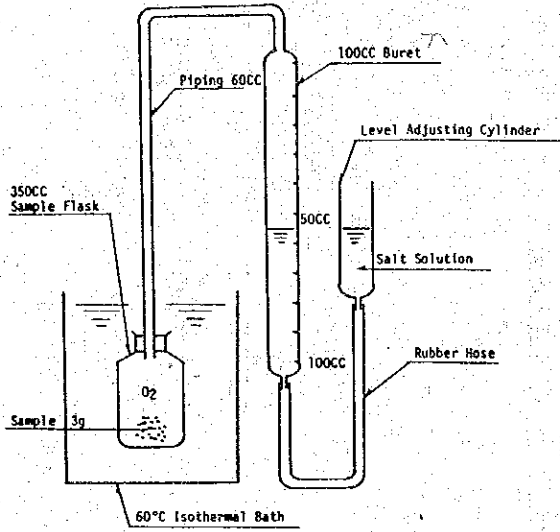 100CC Buret
Piping 60CC
Level Adjusting Cylinder
350CC
Sample Flask
50CC
Salt Solution
100CC
Rubber Hose
O2
Sample 3g
60°C Isothermal Bath